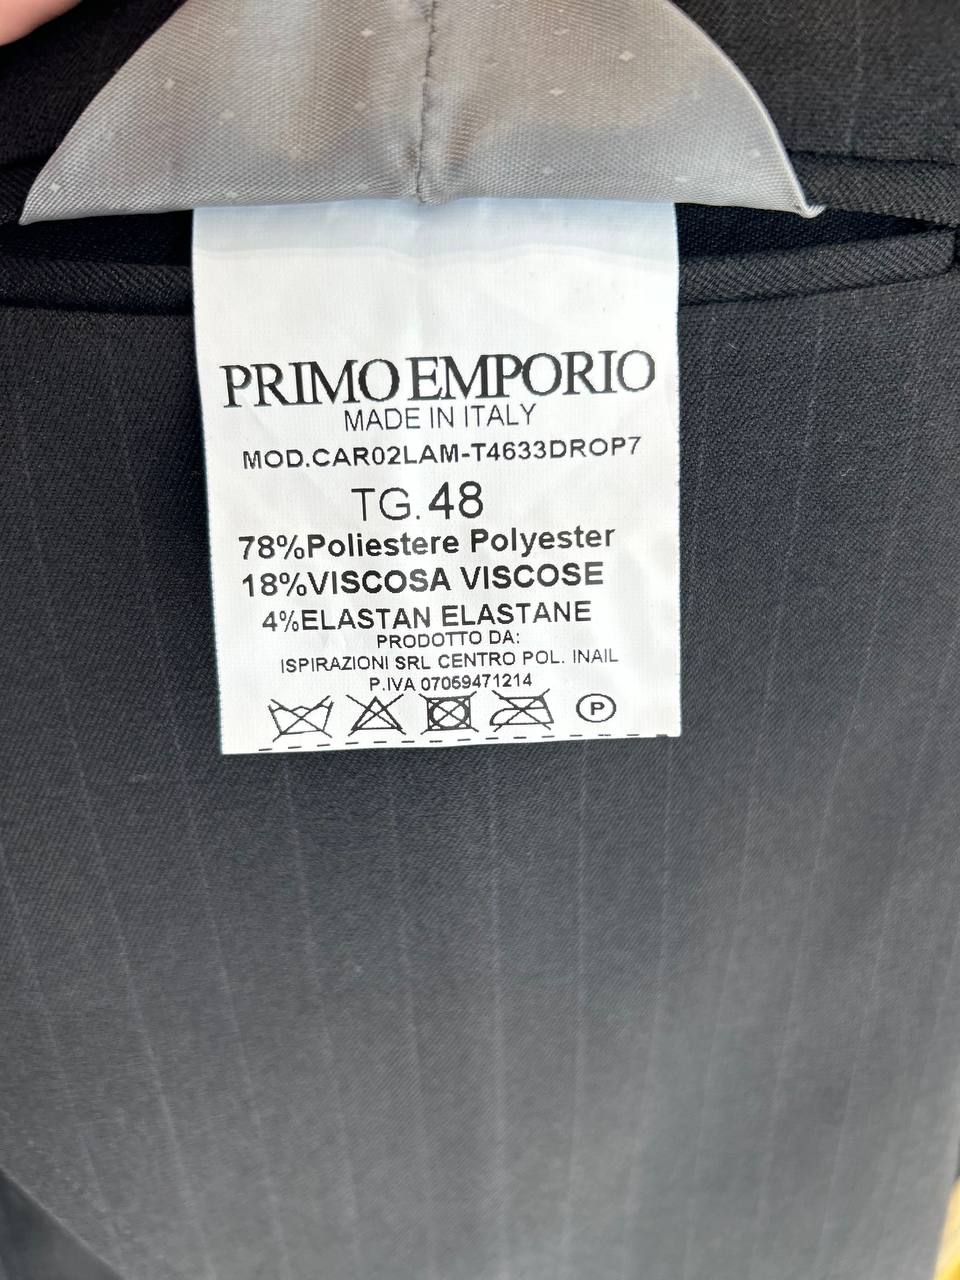 PRIMO EMPORIO
MADE IN ITALY
MOD.CAR02LAM-T4633DROP7
TG.48
78%Poliestere Polyester
18%VISCOSA VISCOSE
4%ELASTAN ELASTANE
PRODOTTO DA:
ISPIRAZIONI SRL CENTRO POL. INAIL
P.IVA 07059471214
P